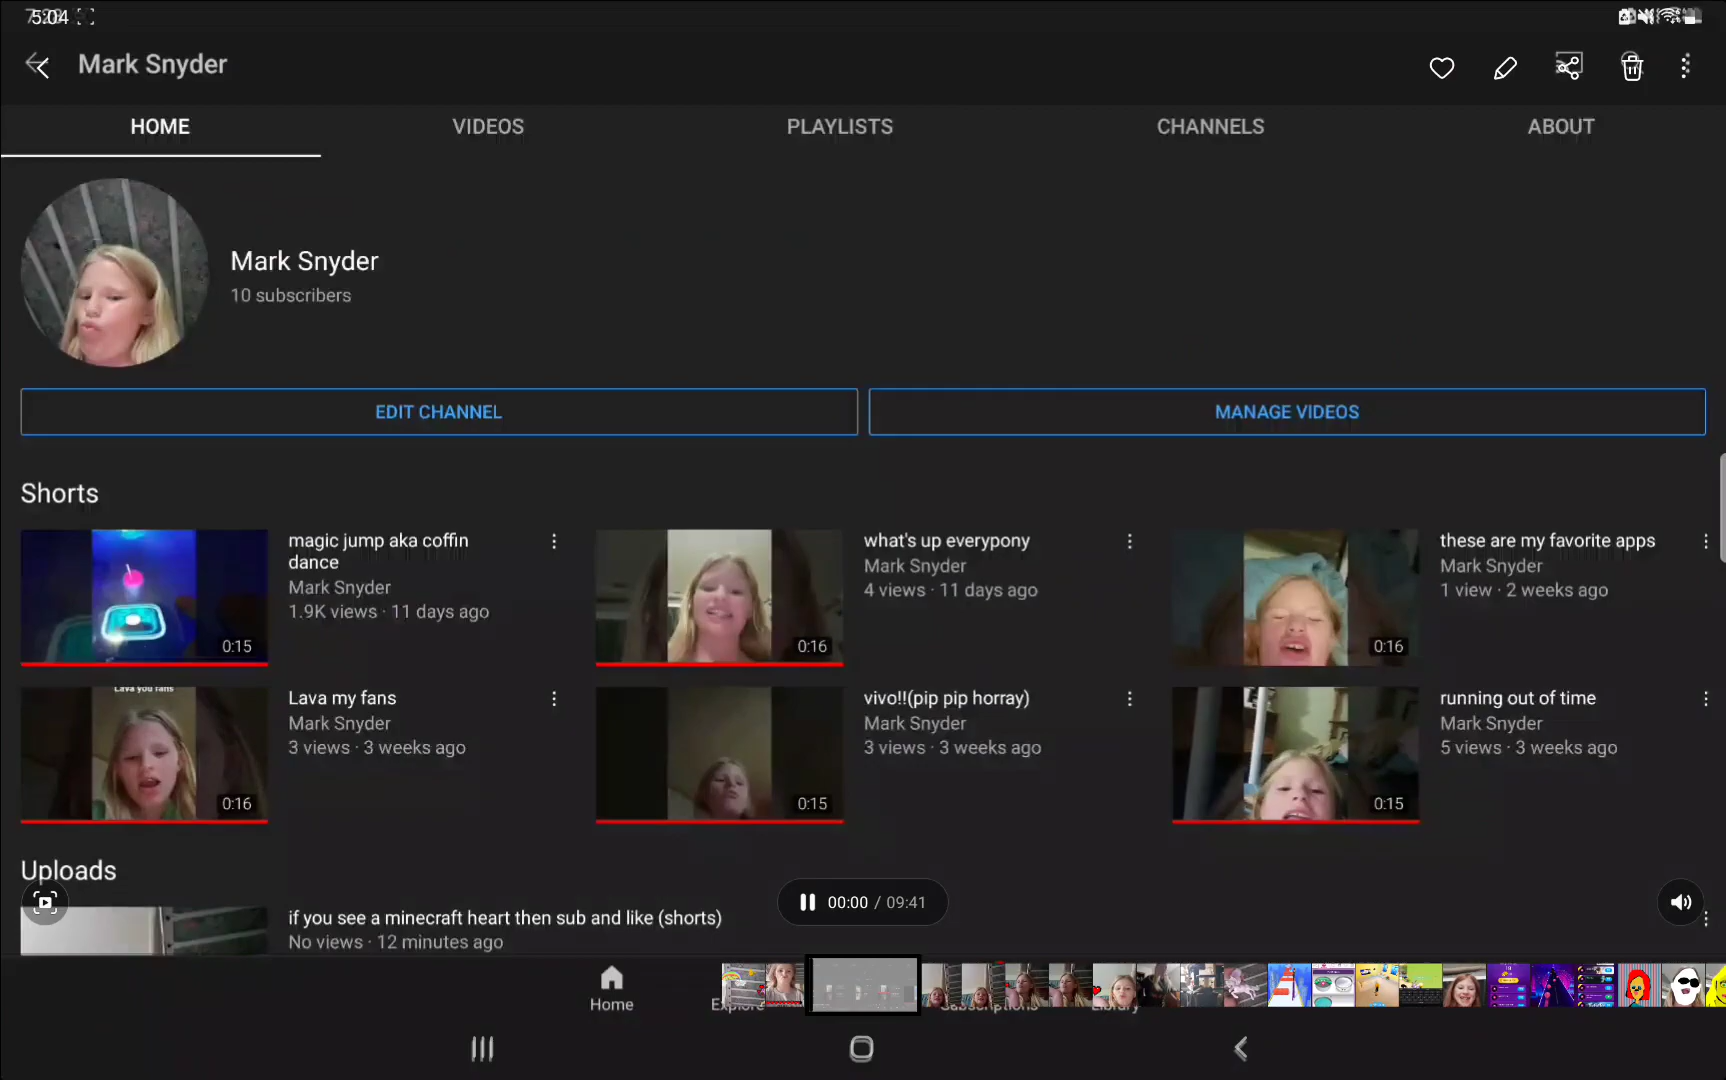 5:04
Mark Snyder
HOME
VIDEOS
PLAYLISTS
CHANNELS
ABOUT
Mark Snyder
10 subscribers
EDIT CHANNEL
MANAGE VIDEOS
Shorts
magic jump aka coffin
dance
Mark Snyder
1.9K views · 11 days ago
0:15
what's up everypony
Mark Snyder
4 views · 11 days ago
0:16
these are my favorite apps
Mark Snyder
1 view · 2 weeks ago
0:16
Lava you fans
Lava my fans
Mark Snyder
3 views · 3 weeks ago
0:16
vivo!!(pip pip horray)
Mark Snyder
3 views · 3 weeks ago
0:15
running out of time
Mark Snyder
5 views · 3 weeks ago
0:15
Uploads
if you see a minecraft heart then sub and like (shorts)
No views · 12 minutes ago
00:00 / 09:41
Home
Explore
Subscriptions
Library